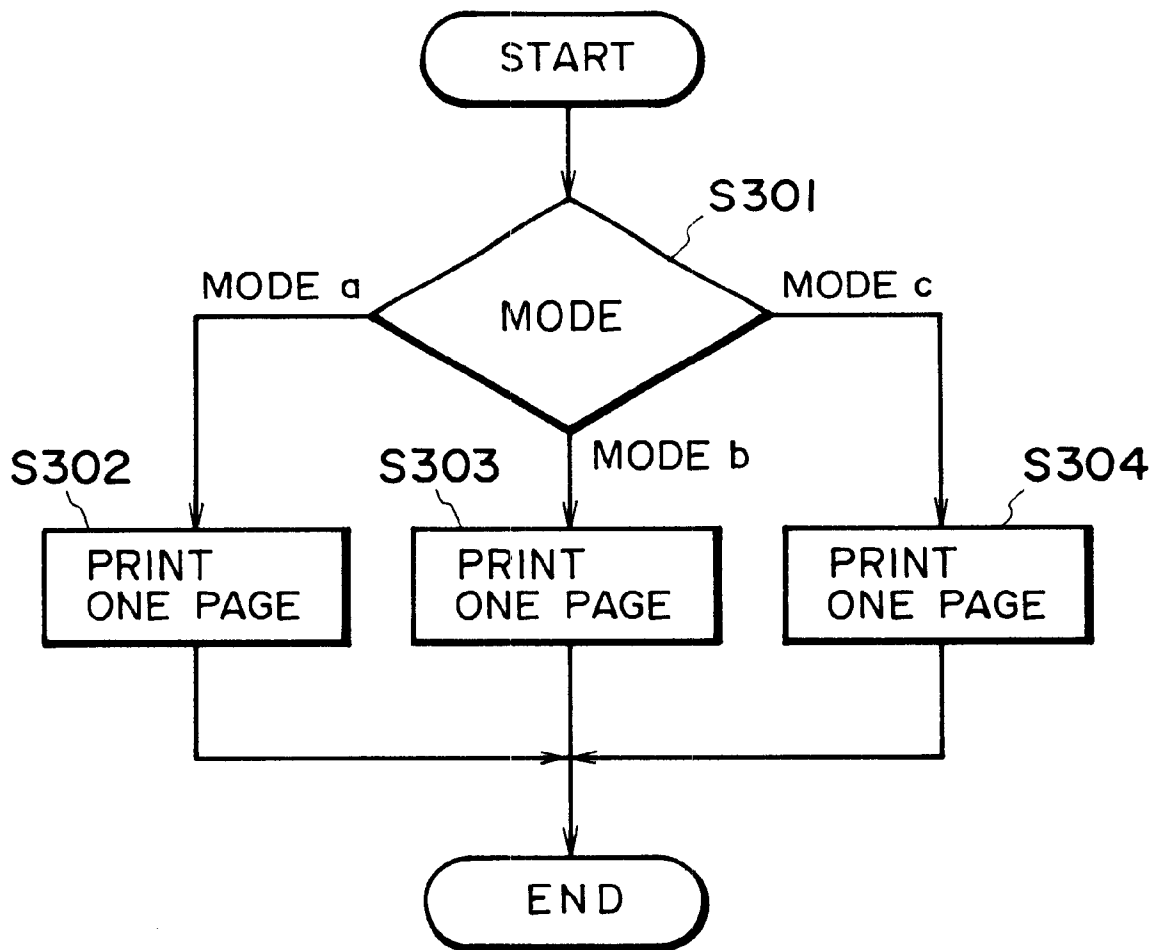 START
S301
MODE a
MODE c
MODE
MODE b
S302
S303
S304
PRINT
ONE PAGE
PRINT
ONE PAGE
PRINT
ONE PAGE
END